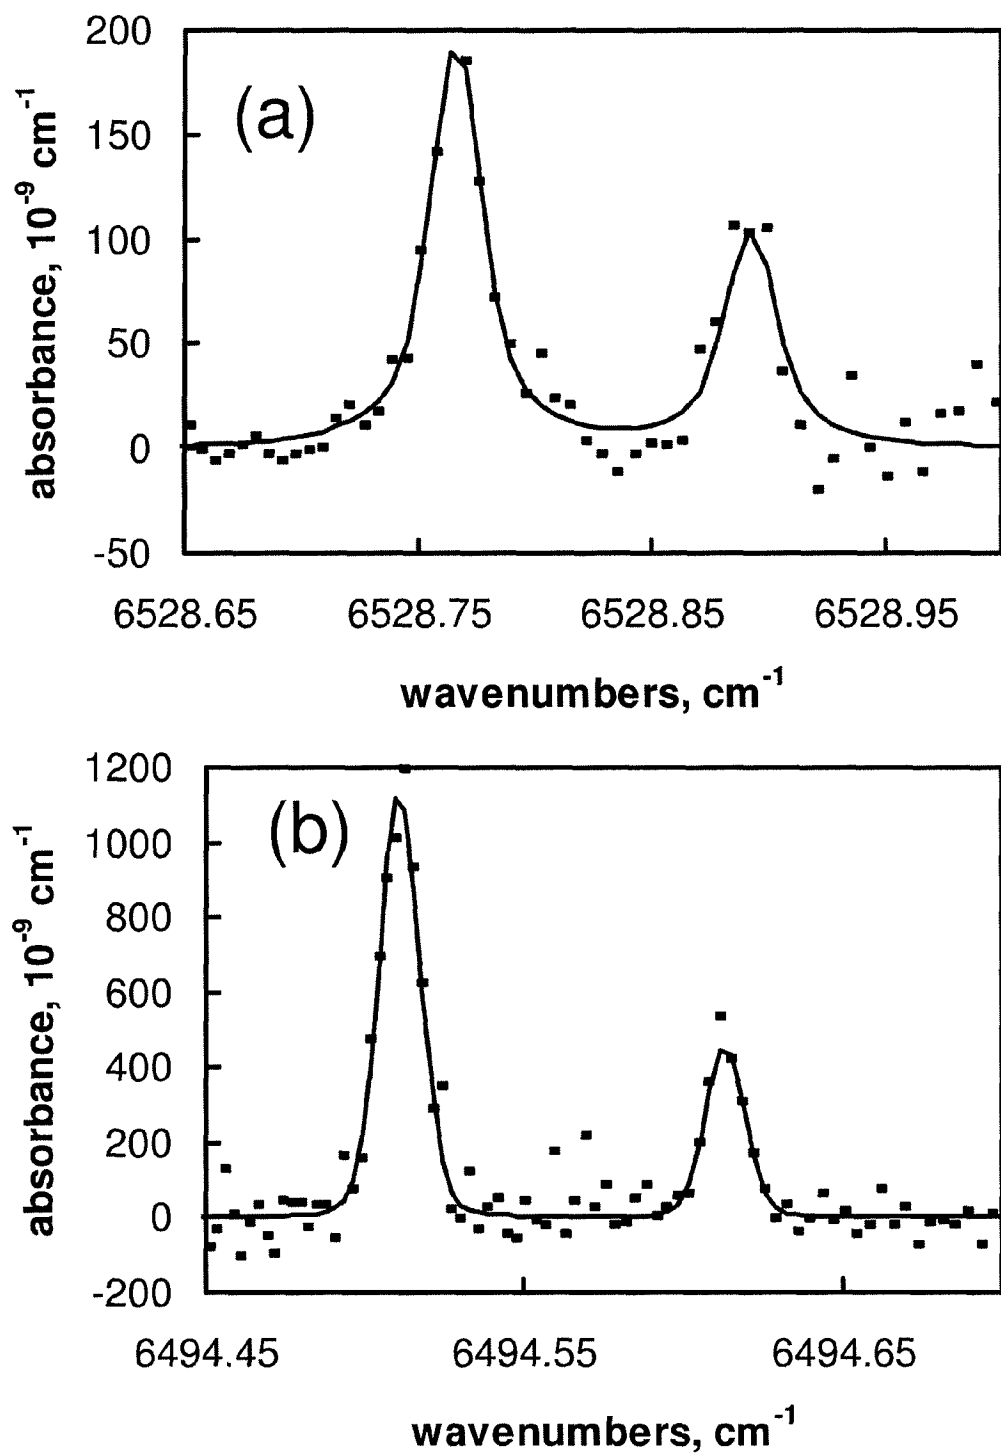 200
150
100
50
0
-50
(a)
absorbance, 10⁻⁹ cm⁻¹
6528.65 6528.75 6528.85 6528.95
wavenumbers, cm⁻¹
1200
1000
800
600
400
200
0
-200
(b)
absorbance, 10⁻⁹ cm⁻¹
6494.45 6494.55 6494.65
wavenumbers, cm⁻¹